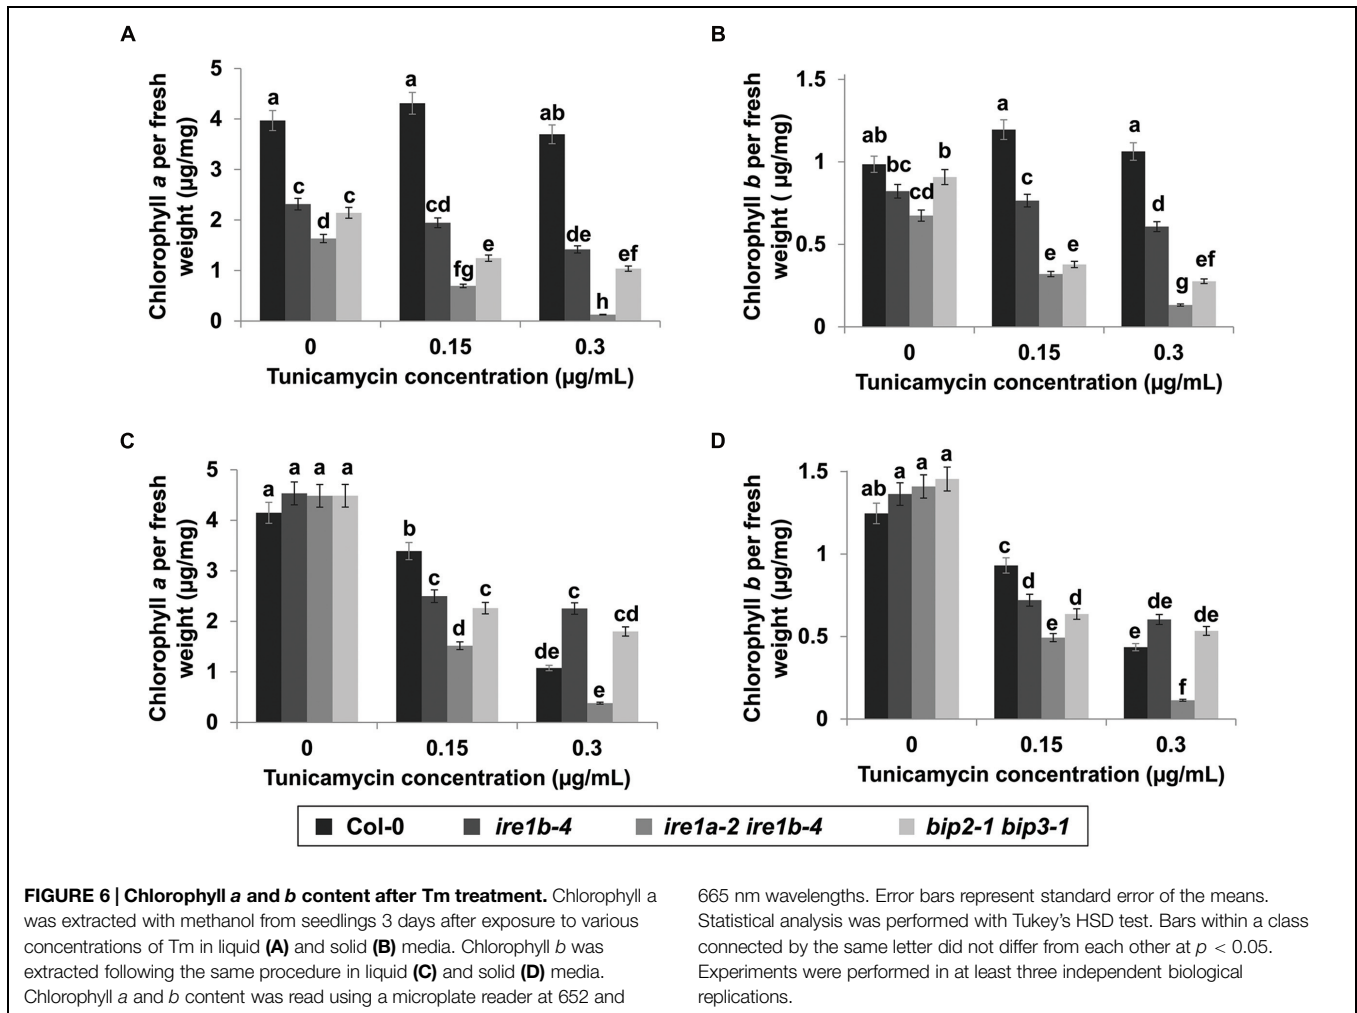 A
Chlorophyll a per fresh
weight (µg/mg)
5
4
3
2
1
0
a
c
d
c
a
cd
fg
e
ab
de
h
ef
0
0.15
0.3
Tunicamycin concentration (µg/mL)
B
Chlorophyll b per fresh
weight ( µg/mg)
1.5
1
0.5
0
ab
bc
cd
b
a
c
e
e
a
d
g
ef
0
0.15
0.3
Tunicamycin concentration (µg/mL)
C
Chlorophyll a per fresh
weight (µg/mg)
5
4
3
2
1
0
a
a
a
a
b
c
d
c
de
c
e
cd
0
0.15
0.3
Tunicamycin concentration (µg/mL)
D
Chlorophyll b per fresh
weight (µg/mg)
1.5
1
0.5
0
ab
a
a
a
c
d
e
d
e
de
f
de
0
0.15
0.3
Tunicamycin concentration (µg/mL)
Col-0
ire1b-4
ire1a-2 ire1b-4
bip2-1 bip3-1
FIGURE 6 | Chlorophyll a and b content after Tm treatment. Chlorophyll a
was extracted with methanol from seedlings 3 days after exposure to various
concentrations of Tm in liquid (A) and solid (B) media. Chlorophyll b was
extracted following the same procedure in liquid (C) and solid (D) media.
Chlorophyll a and b content was read using a microplate reader at 652 and
665 nm wavelengths. Error bars represent standard error of the means.
Statistical analysis was performed with Tukey's HSD test. Bars within a class
connected by the same letter did not differ from each other at p < 0.05.
Experiments were performed in at least three independent biological
replications.